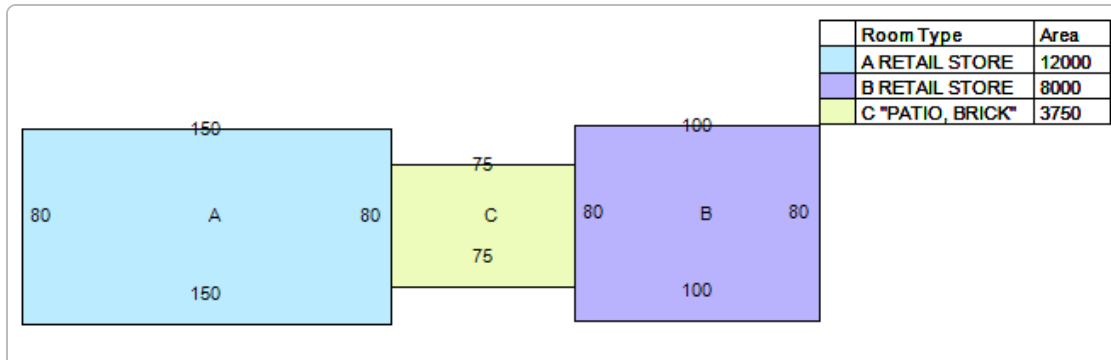 Room Type Area
A RETAIL STORE 12000
B RETAIL STORE 8000
C "PATIO, BRICK" 3750
150 100
75
80 A 80 C 80 B 80
75
150 100